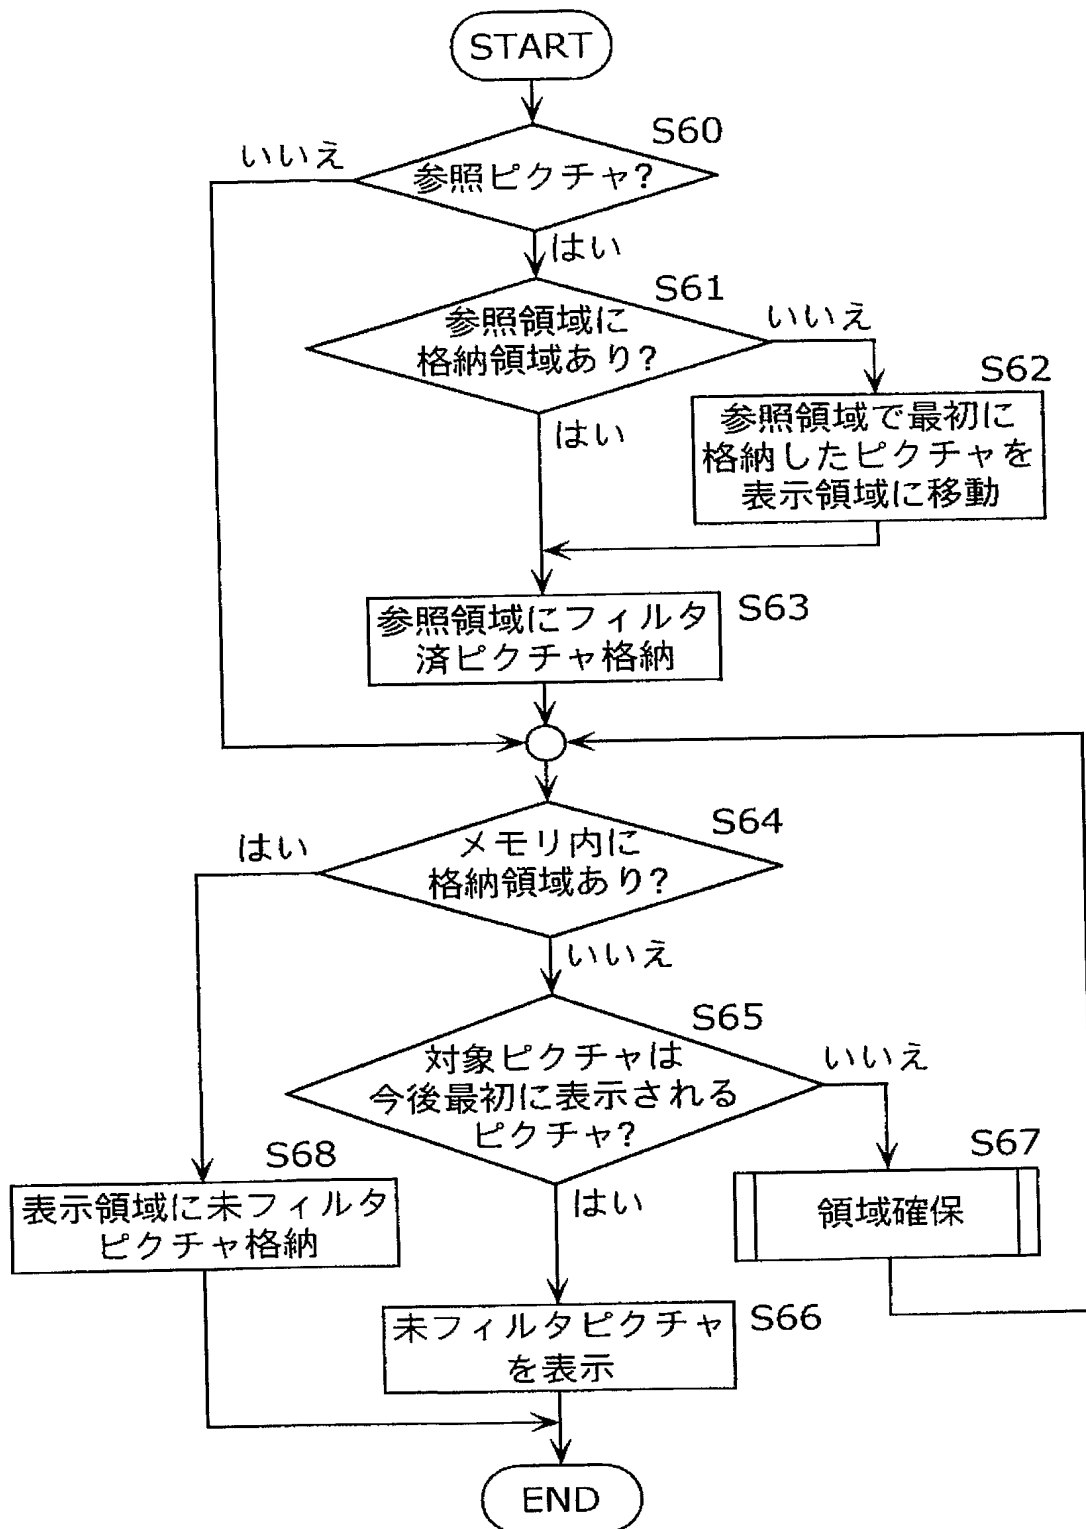 START
S60
いいえ
参照ピクチャ?
はい
S61
参照領域に
格納領域あり?
いいえ
はい
S62
参照領域で最初に
格納したピクチャを
表示領域に移動
参照領域にフィルタ
済ピクチャ格納
S63
S64
はい
メモリ内に
格納領域あり?
いいえ
S65
対象ピクチャは
今後最初に表示される
ピクチャ?
いいえ
はい
S68
表示領域に未フィルタ
ピクチャ格納
S67
領域確保
未フィルタピクチャ
を表示
S66
END